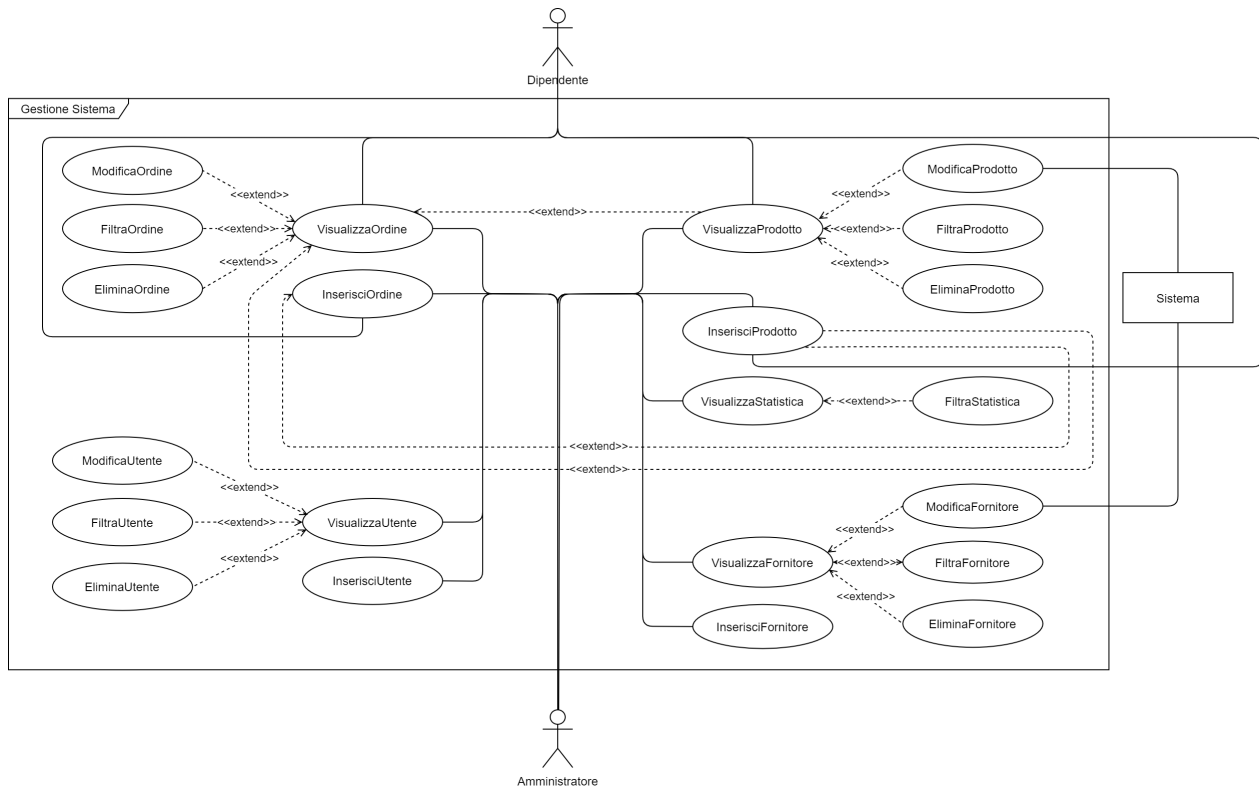 Dipendente
Gestione Sistema
ModificaOrdine
<<extend>>
FiltraOrdine
<<extend>>
VisualizzaOrdine
<<extend>>
EliminaOrdine
InserisciOrdine
<<extend>>
VisualizzaProdotto
ModificaProdotto
<<extend>>
<<extend>>
FiltraProdotto
<<extend>>
EliminaProdotto
Sistema
InserisciProdotto
VisualizzaStatistica
<<extend>>
FiltraStatistica
<<extend>>
<<extend>>
ModificaUtente
<<extend>>
FiltraUtente
<<extend>>
VisualizzaUtente
<<extend>>
EliminaUtente
InserisciUtente
ModificaFornitore
<<extend>>
VisualizzaFornitore
<<extend>>
FiltraFornitore
<<extend>>
EliminaFornitore
InserisciFornitore
Amministratore